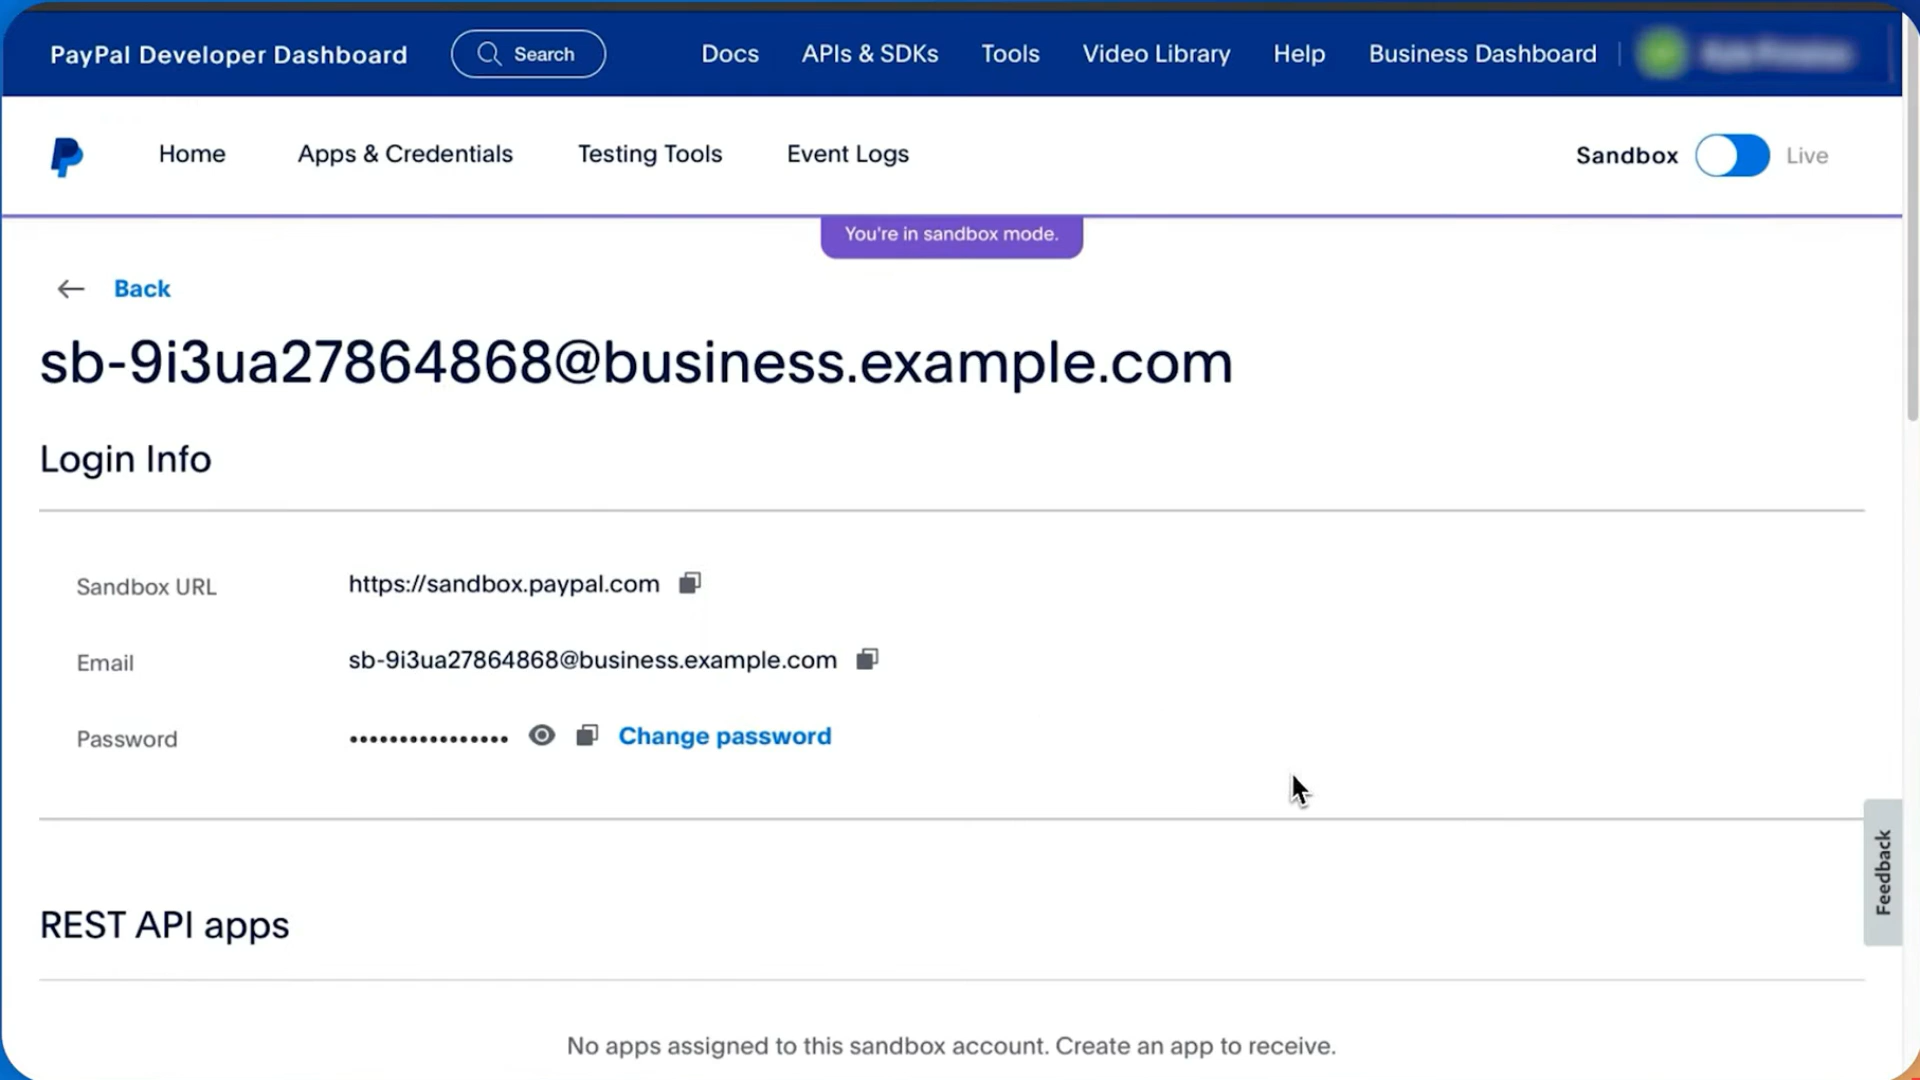 PayPal Developer Dashboard Search Docs APIs & SDKs Tools Video Library Help Business Dashboard
Home Apps & Credentials Testing Tools Event Logs Sandbox Live
You're in sandbox mode.
Back
sb-9i3ua27864868@business.example.com
Login Info
Sandbox URL https://sandbox.paypal.com
Email sb-9i3ua27864868@business.example.com
Password •••••••••••••••• Change password
Feedback
REST API apps
No apps assigned to this sandbox account. Create an app to receive.